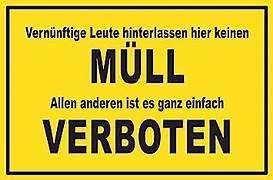 Vernünftige Leute hinterlassen hier keinen
MÜLL
Allen anderen ist es ganz einfach
VERBOTEN